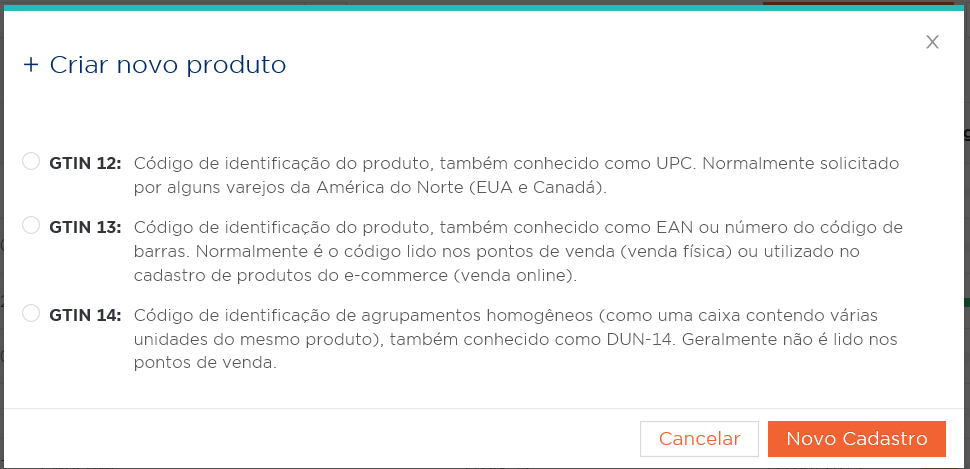 X
+ Criar novo produto
GTIN 12: Código de identificação do produto, também conhecido como UPC. Normalmente solicitado
por alguns varejos da América do Norte (EUA e Canadá).
GTIN 13: Código de identificação do produto, também conhecido como EAN ou número do código de
barras. Normalmente é o código lido nos pontos de venda (venda física) ou utilizado no
cadastro de produtos do e-commerce (venda online).
GTIN 14: Código de identificação de agrupamentos homogêneos (como uma caixa contendo várias
unidades do mesmo produto), também conhecido como DUN-14. Geralmente não é lido nos
pontos de venda.
Cancelar Novo Cadastro